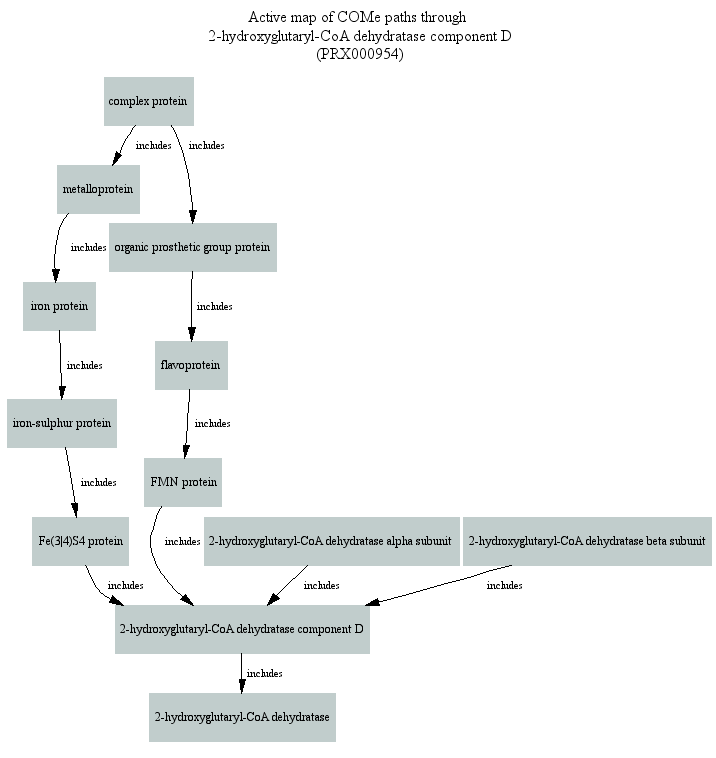 Active map of COMe paths through
2-hydroxyglutaryl-CoA dehydratase component D
(PRX000954)
complex protein
includes
includes
metalloprotein
includes
organic prosthetic group protein
iron protein
includes
includes
flavoprotein
iron-sulphur protein
includes
includes
FMN protein
Fe(3|4)S4 protein
includes
2-hydroxyglutaryl-CoA dehydratase alpha subunit
2-hydroxyglutaryl-CoA dehydratase beta subunit
includes
includes
includes
2-hydroxyglutaryl-CoA dehydratase component D
includes
2-hydroxyglutaryl-CoA dehydratase